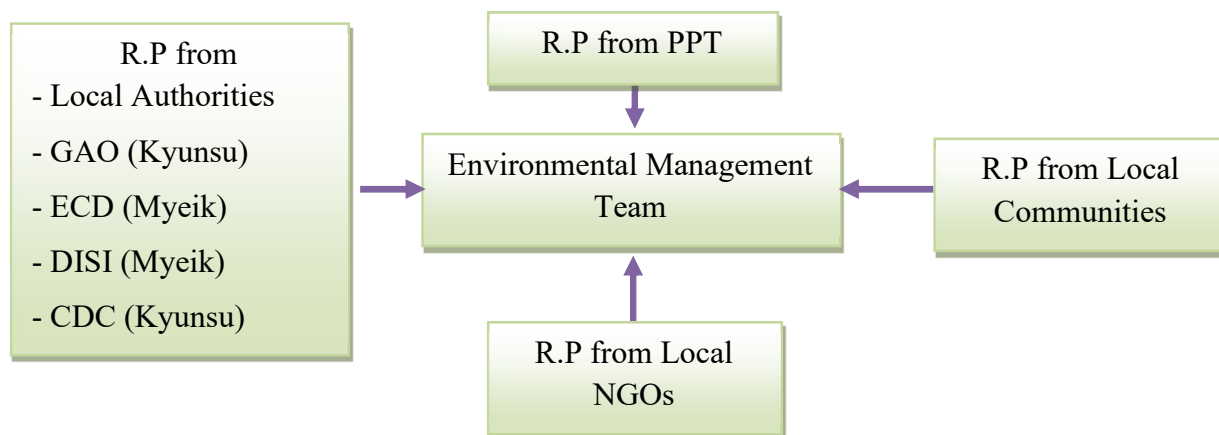 R.P from
- Local Authorities
- GAO (Kyunsu)
- ECD (Myeik)
- DISI (Myeik)
- CDC (Kyunsu)
R.P from PPT
Environmental Management
Team
R.P from Local
Communities
R.P from Local
NGOs